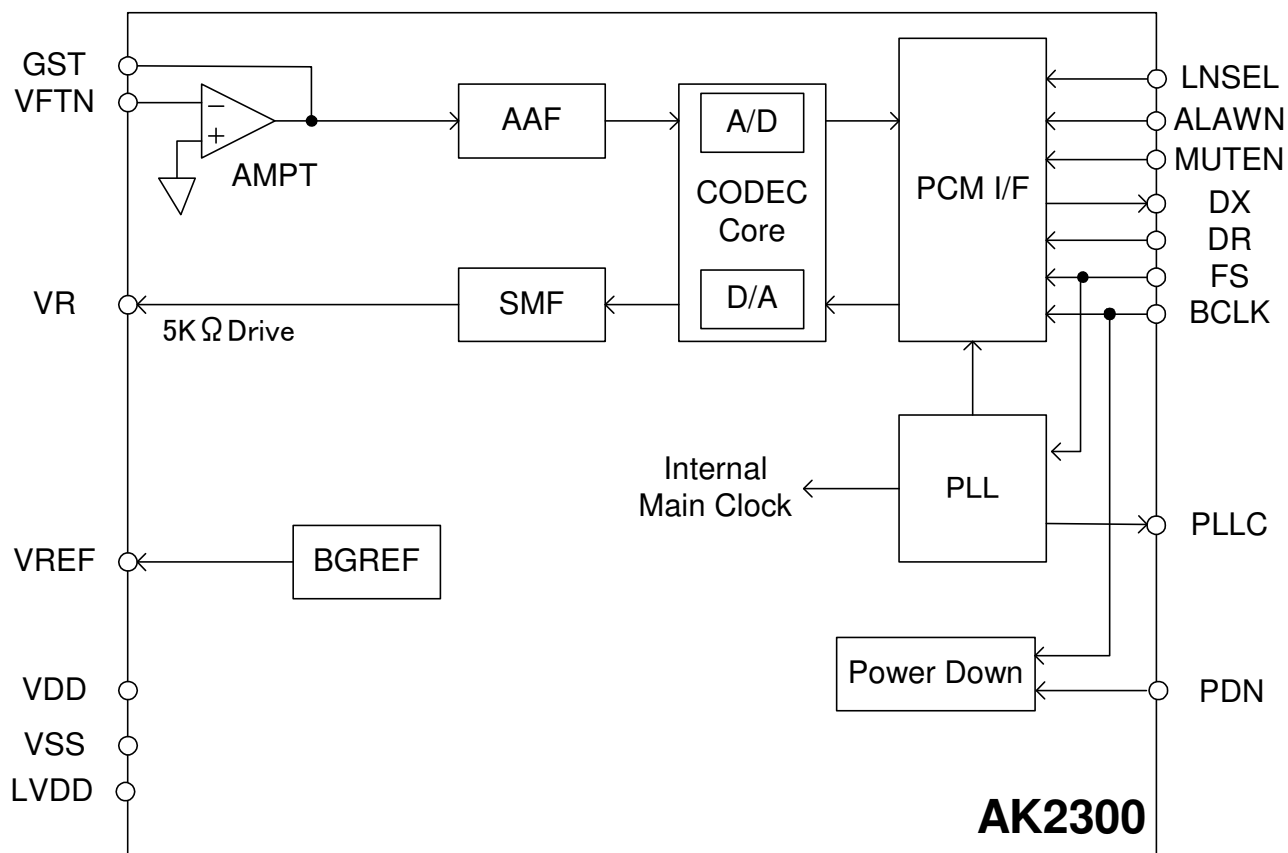 GST
VFTN
−
+
AMPT
AAF
A/D
CODEC
Core
D/A
PCM I/F
LNSEL
ALAWN
MUTEN
DX
DR
FS
BCLK
VR
5KΩDrive
SMF
Internal
Main Clock
PLL
PLLC
VREF
BGREF
Power Down
PDN
VDD
VSS
LVDD
AK2300